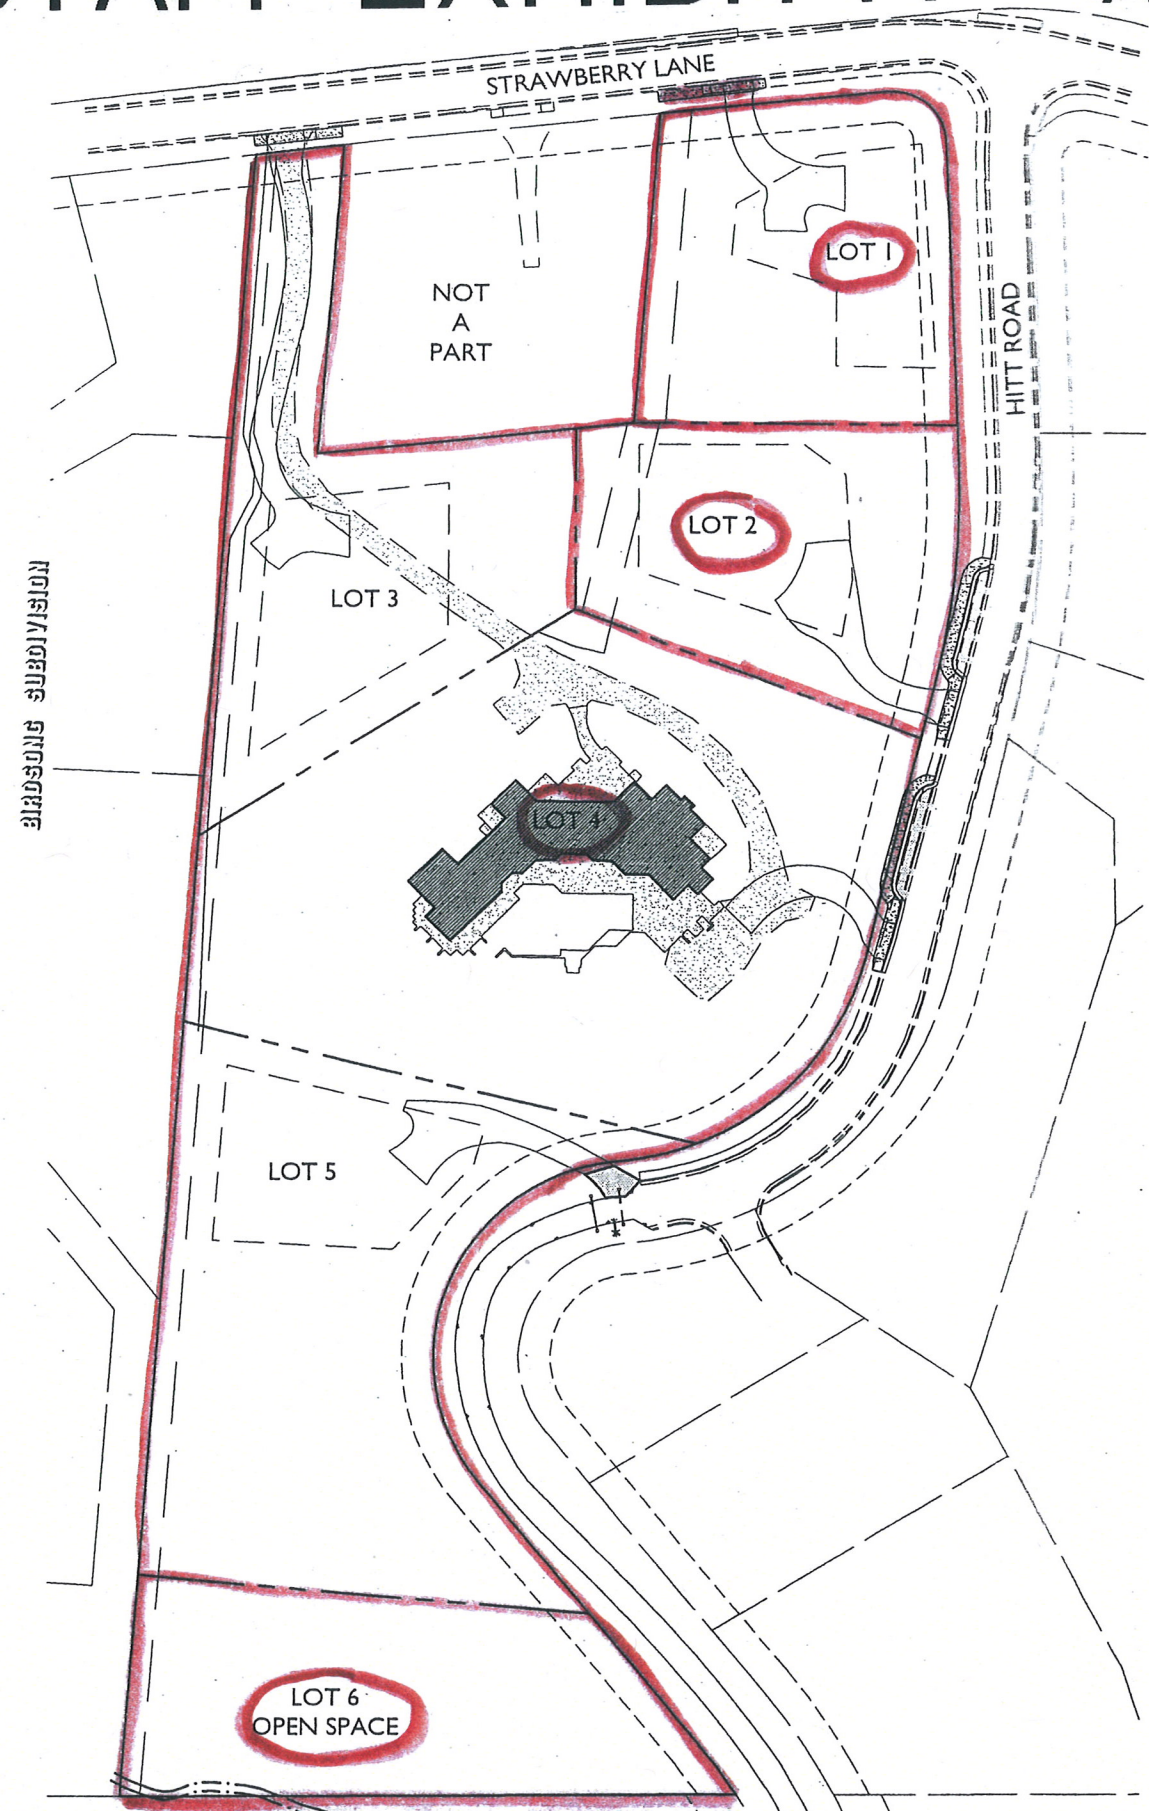 STRAWBERRY LANE
LOT 1
NOT
A
PART
HITT ROAD
LOT 2
LOT 3
BIRDSONG SUBDIVISION
LOT 4
LOT 5
LOT 6
OPEN SPACE